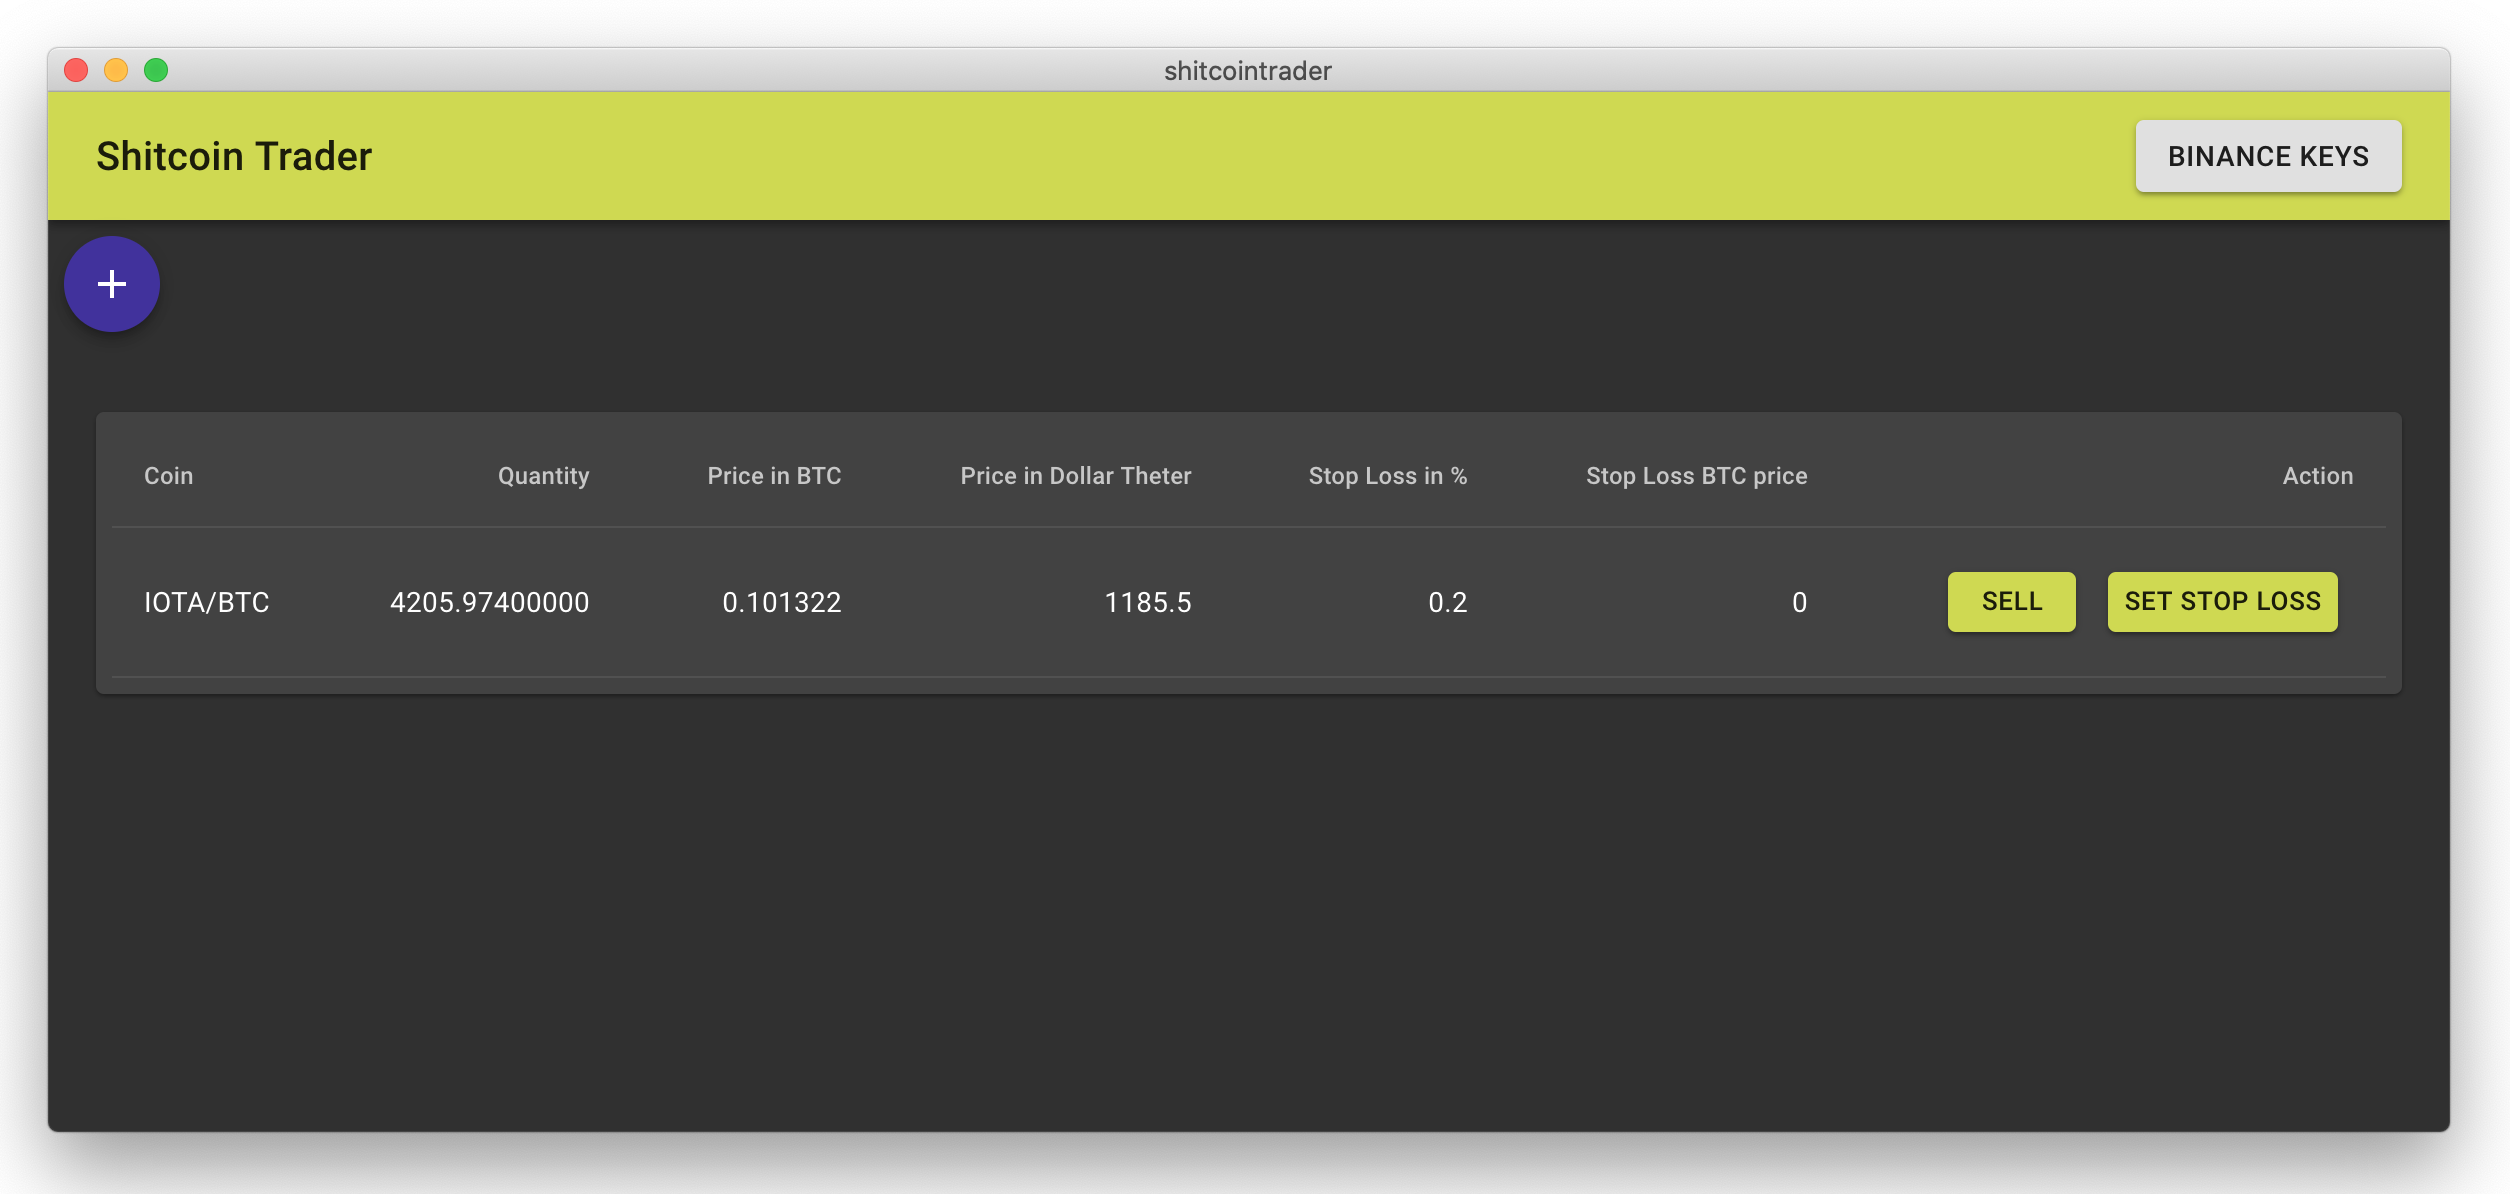 shitcointrader
Shitcoin Trader
BINANCE KEYS
+
Coin Quantity Price in BTC Price in Dollar Theter Stop Loss in % Stop Loss BTC price Action
IOTA/BTC 4205.97400000 0.101322 1185.5 0.2 0 SELL SET STOP LOSS